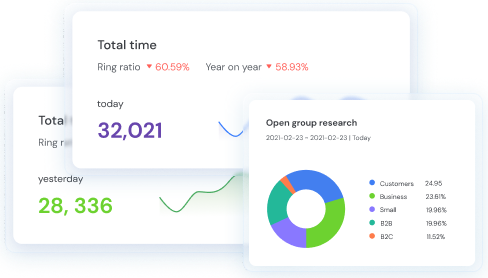 Total time
Ring ratio 60.59% Year on year 58.93%
today
32,021
Total
Ring
yesterday
28, 336
Open group research
2021-02-23 ~ 2021-02-23 | Today
Customers 24.95
Business 23.61%
Small 19.96%
B2B 19.96%
B2C 11.52%